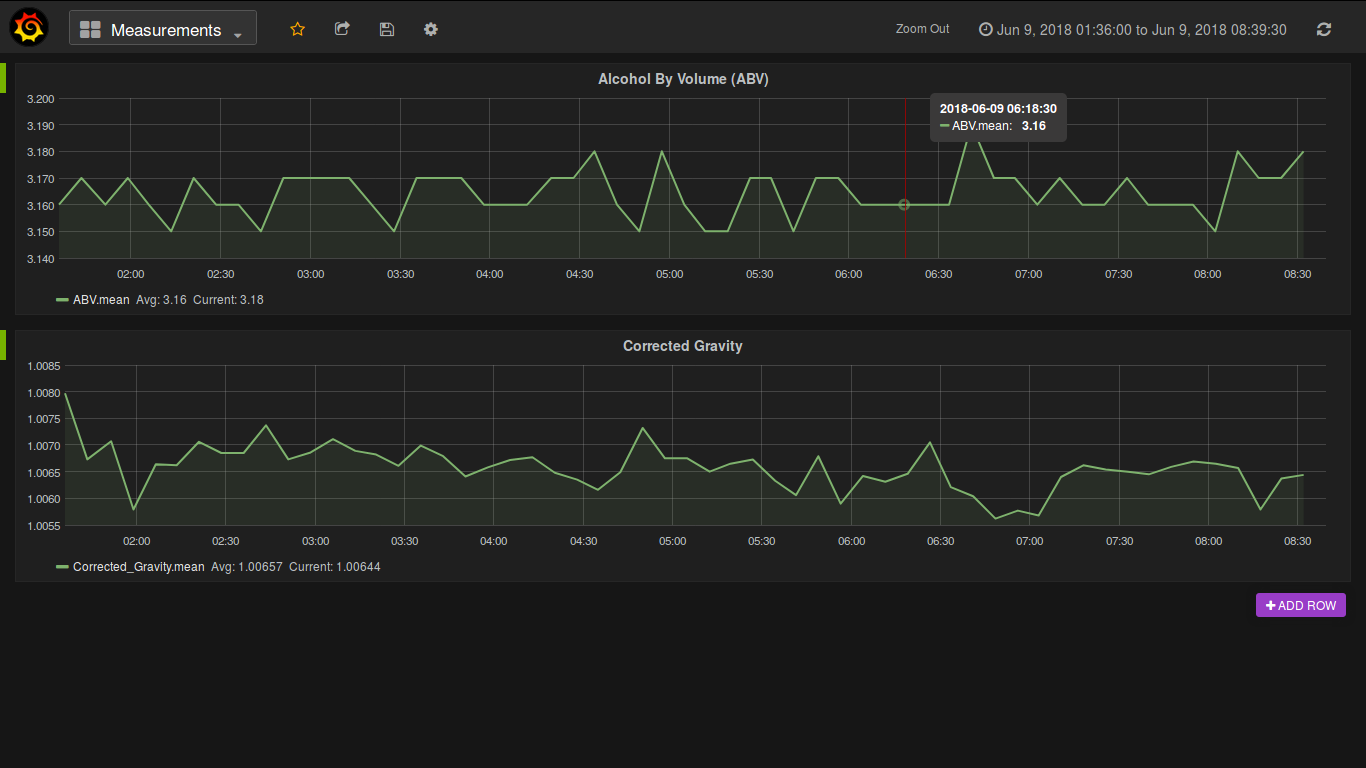 Measurements
Zoom Out Jun 9, 2018 01:36:00 to Jun 9, 2018 08:39:30
Alcohol By Volume (ABV)
3.200
3.190
3.180
3.170
3.160
3.150
3.140
2018-06-09 06:18:30
ABV.mean: 3.16
02:00 02:30 03:00 03:30 04:00 04:30 05:00 05:30 06:00 06:30 07:00 07:30 08:00 08:30
ABV.mean Avg: 3.16 Current: 3.18
Corrected Gravity
1.0085
1.0080
1.0075
1.0070
1.0065
1.0060
1.0055
02:00 02:30 03:00 03:30 04:00 04:30 05:00 05:30 06:00 06:30 07:00 07:30 08:00 08:30
Corrected_Gravity.mean Avg: 1.00657 Current: 1.00644
+ ADD ROW